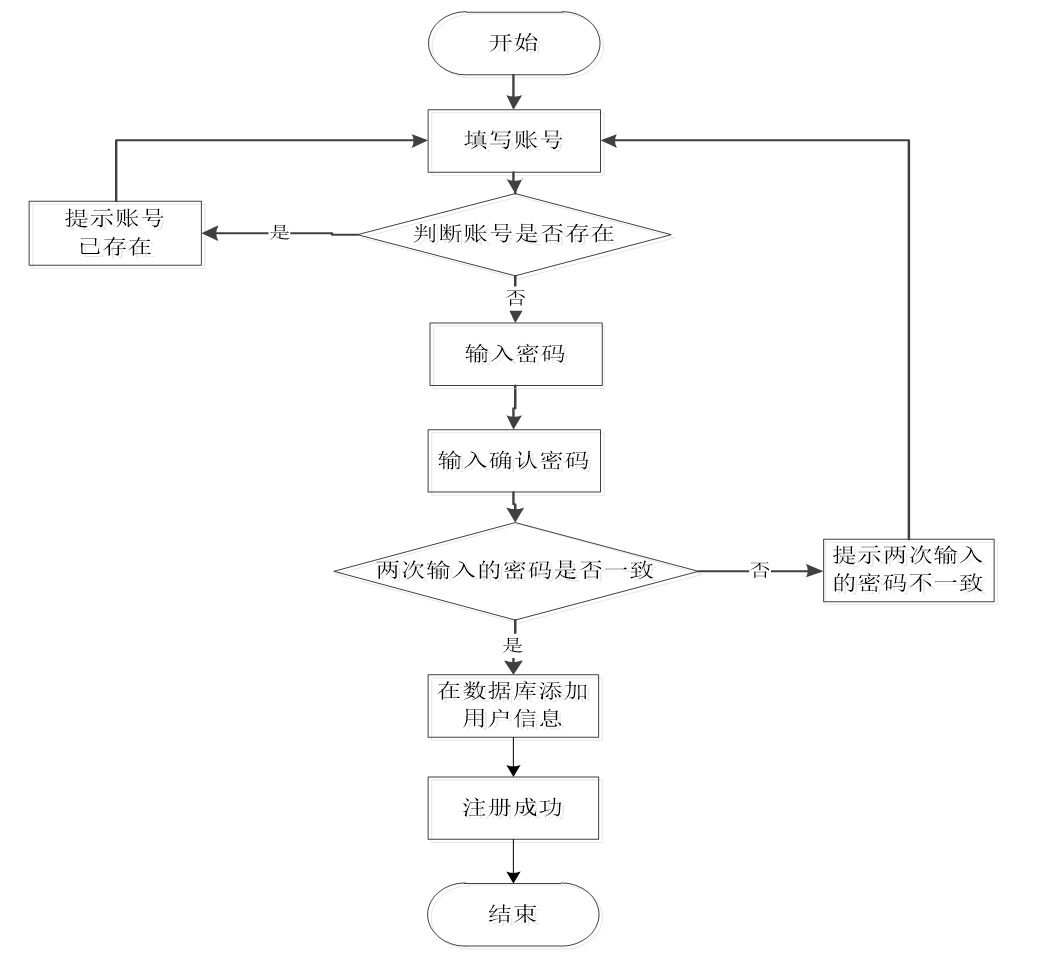 开始
填写账号
提示账号
已存在
是
判断账号是否存在
否
输入密码
输入确认密码
两次输入的密码是否一致
否
提示两次输入
的密码不一致
是
在数据库添加
用户信息
注册成功
结束